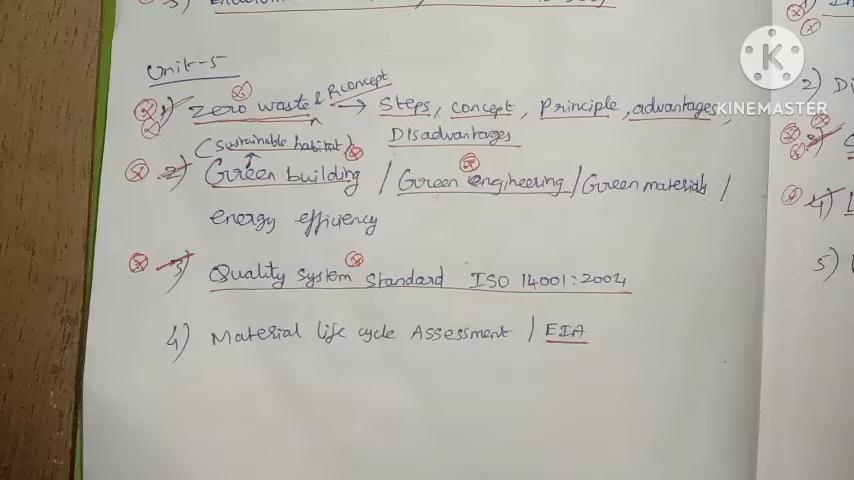 3)
Unit-5
1) Zero waste & R concept → Steps, concept, principle, advantages,
Disadvantages
(Sustainable habitat)
2) Green building / Green engineering / Green materials /
energy efficiency
3) Quality System Standard ISO 14001:2004
4) Material life cycle Assessment / EIA
2) Di
3)
4)
5)
K
KINEMASTER